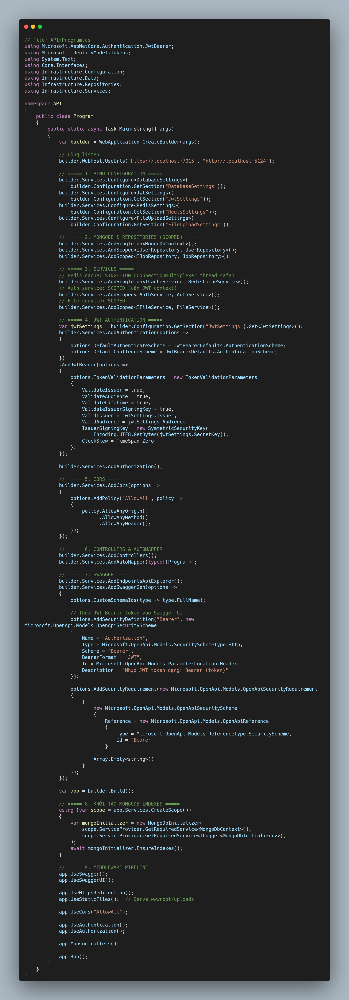 // File: API/Program.cs
using Microsoft.AspNetCore.Authentication.JwtBearer;
using Microsoft.IdentityModel.Tokens;
using System.Text;
using Core.Interfaces;
using Infrastructure.Configuration;
using Infrastructure.Data;
using Infrastructure.Repositories;
using Infrastructure.Services;

namespace API
{
    public class Program
    {
        public static async Task Main(string[] args)
        {
            var builder = WebApplication.CreateBuilder(args);

            // Cổng listen
            builder.WebHost.UseUrls("https://localhost:7015", "http://localhost:5124");

            // ===== 1. BIND CONFIGURATION =====
            builder.Services.Configure<DatabaseSettings>(
                builder.Configuration.GetSection("DatabaseSettings"));
            builder.Services.Configure<JwtSettings>(
                builder.Configuration.GetSection("JwtSettings"));
            builder.Services.Configure<RedisSettings>(
                builder.Configuration.GetSection("RedisSettings"));
            builder.Services.Configure<FileUploadSettings>(
                builder.Configuration.GetSection("FileUploadSettings"));

            // ===== 2. MONGODB & REPOSITORIES (SCOPED) =====
            builder.Services.AddSingleton<MongoDbContext>();
            builder.Services.AddScoped<IUserRepository, UserRepository>();
            builder.Services.AddScoped<IJobRepository, JobRepository>();

            // ===== 3. SERVICES =====
            // Redis cache: SINGLETON (ConnectionMultiplexer thread-safe)
            builder.Services.AddSingleton<ICacheService, RedisCacheService>();
            // Auth service: SCOPED (cần JWT context)
            builder.Services.AddScoped<IAuthService, AuthService>();
            // File service: SCOPED
            builder.Services.AddScoped<IFileService, FileService>();

            // ===== 4. JWT AUTHENTICATION =====
            var jwtSettings = builder.Configuration.GetSection("JwtSettings").Get<JwtSettings>();
            builder.Services.AddAuthentication(options =>
            {
                options.DefaultAuthenticateScheme = JwtBearerDefaults.AuthenticationScheme;
                options.DefaultChallengeScheme = JwtBearerDefaults.AuthenticationScheme;
            })
            .AddJwtBearer(options =>
            {
                options.TokenValidationParameters = new TokenValidationParameters
                {
                    ValidateIssuer = true,
                    ValidateAudience = true,
                    ValidateLifetime = true,
                    ValidateIssuerSigningKey = true,
                    ValidIssuer = jwtSettings.Issuer,
                    ValidAudience = jwtSettings.Audience,
                    IssuerSigningKey = new SymmetricSecurityKey(
                        Encoding.UTF8.GetBytes(jwtSettings.SecretKey)),
                    ClockSkew = TimeSpan.Zero
                };
            });

            builder.Services.AddAuthorization();

            // ===== 5. CORS =====
            builder.Services.AddCors(options =>
            {
                options.AddPolicy("AllowAll", policy =>
                {
                    policy.AllowAnyOrigin()
                          .AllowAnyMethod()
                          .AllowAnyHeader();
                });
            });

            // ===== 6. CONTROLLERS & AUTOMAPPER =====
            builder.Services.AddControllers();
            builder.Services.AddAutoMapper(typeof(Program));

            // ===== 7. SWAGGER =====
            builder.Services.AddEndpointsApiExplorer();
            builder.Services.AddSwaggerGen(options =>
            {
                options.CustomSchemaIds(type => type.FullName);

                // Thêm JWT Bearer token vào Swagger UI
                options.AddSecurityDefinition("Bearer", new
Microsoft.OpenApi.Models.OpenApiSecurityScheme
                {
                    Name = "Authorization",
                    Type = Microsoft.OpenApi.Models.SecuritySchemeType.Http,
                    Scheme = "Bearer",
                    BearerFormat = "JWT",
                    In = Microsoft.OpenApi.Models.ParameterLocation.Header,
                    Description = "Nhập JWT token dạng: Bearer {token}"
                });

                options.AddSecurityRequirement(new Microsoft.OpenApi.Models.OpenApiSecurityRequirement
                {
                    {
                        new Microsoft.OpenApi.Models.OpenApiSecurityScheme
                        {
                            Reference = new Microsoft.OpenApi.Models.OpenApiReference
                            {
                                Type = Microsoft.OpenApi.Models.ReferenceType.SecurityScheme,
                                Id = "Bearer"
                            }
                        },
                        Array.Empty<string>()
                    }
                });
            });

            var app = builder.Build();

            // ===== 8. KHỞI TẠO MONGODB INDEXES =====
            using (var scope = app.Services.CreateScope())
            {
                var mongoInitializer = new MongoDbInitializer(
                    scope.ServiceProvider.GetRequiredService<MongoDbContext>(),
                    scope.ServiceProvider.GetRequiredService<ILogger<MongoDbInitializer>>()
                );
                await mongoInitializer.EnsureIndexes();
            }

            // ===== 9. MIDDLEWARE PIPELINE =====
            app.UseSwagger();
            app.UseSwaggerUI();

            app.UseHttpsRedirection();
            app.UseStaticFiles();  // Serve wwwroot/uploads

            app.UseCors("AllowAll");

            app.UseAuthentication();
            app.UseAuthorization();

            app.MapControllers();

            app.Run();
        }
    }
}